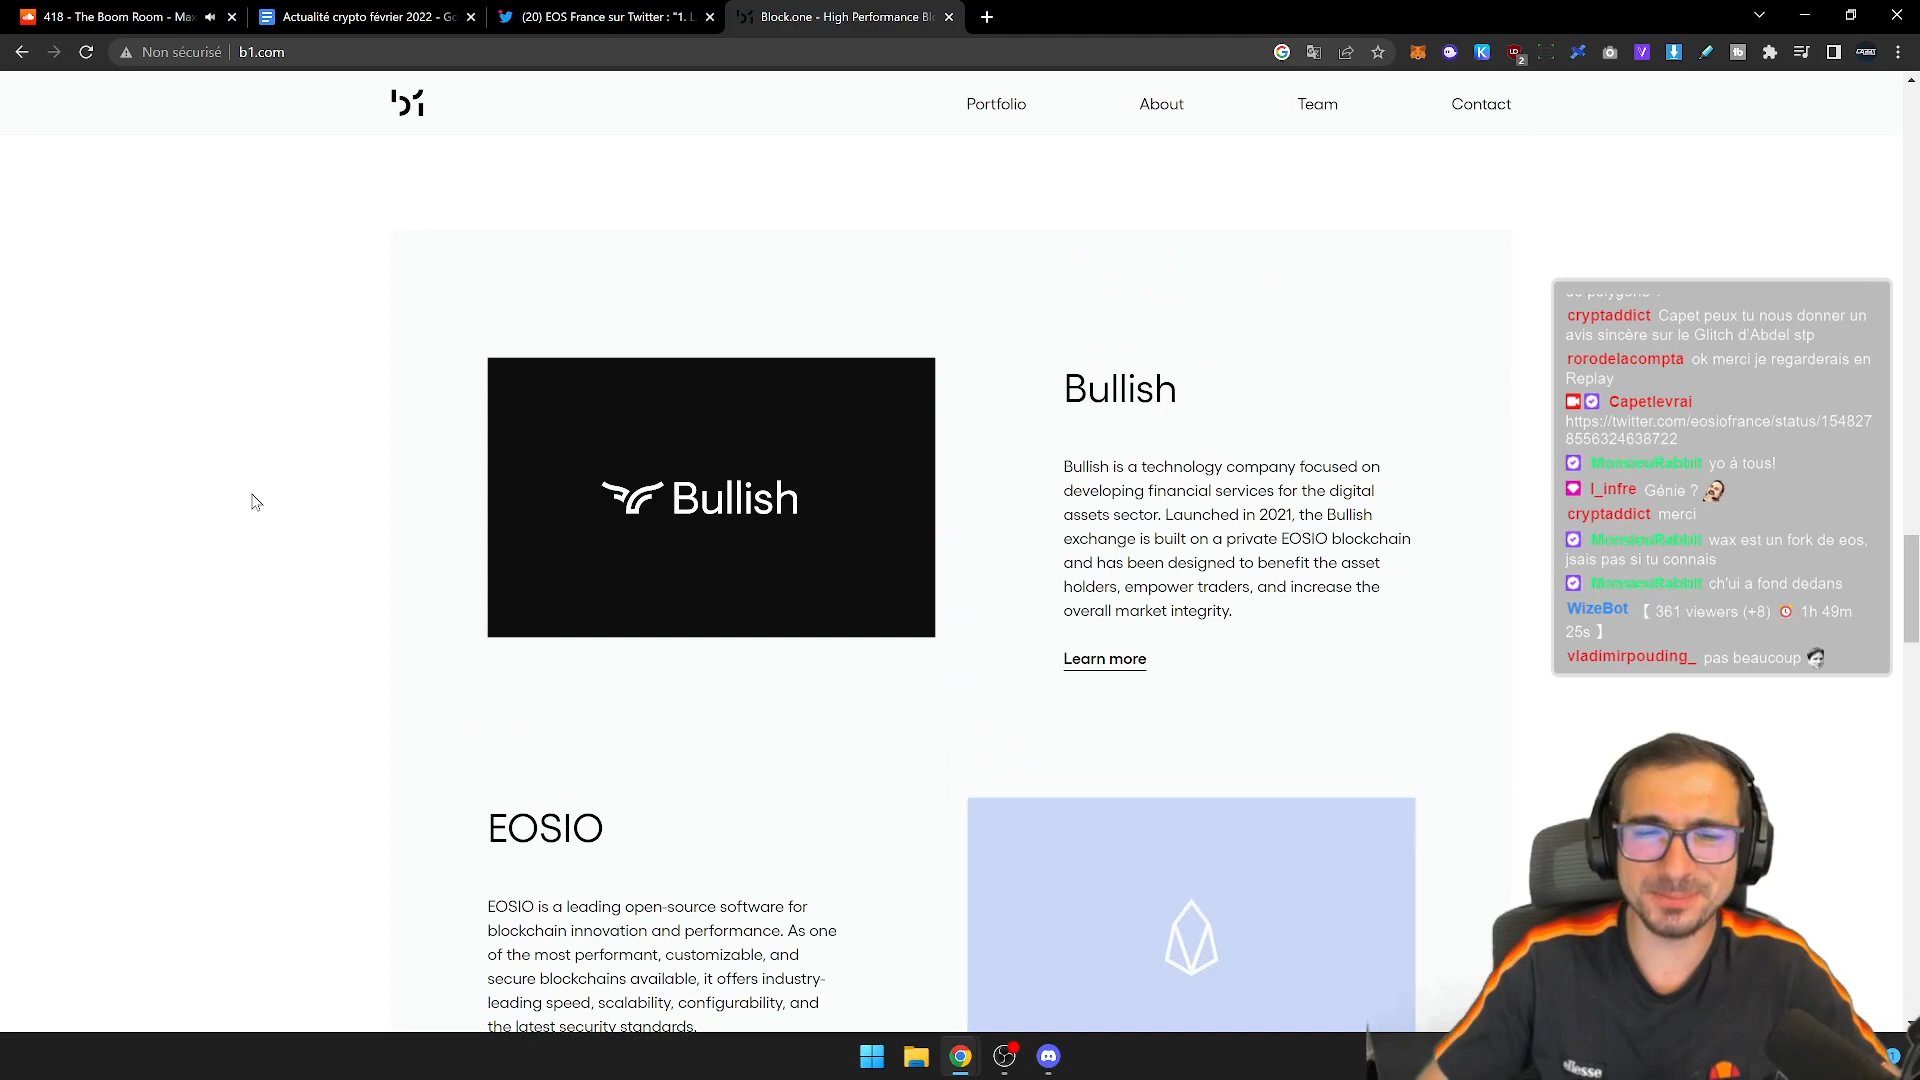 418 - The Boom Room - Max
Actualité crypto février 2022 - Go
(20) EOS France sur Twitter : "1. L
Block.one - High Performance Bl
Non sécurisé
b1.com
b1
Portfolio
About
Team
Contact
Bullish
Bullish
Bullish is a technology company focused on
developing financial services for the digital
assets sector. Launched in 2021, the Bullish
exchange is built on a private EOSIO blockchain
and has been designed to benefit the asset
holders, empower traders, and increase the
overall market integrity.
Learn more
EOSIO
EOSIO is a leading open-source software for
blockchain innovation and performance. As one
of the most performant, customizable, and
secure blockchains available, it offers industry-
leading speed, scalability, configurability, and
the latest security standards.
cryptaddict Capet peux tu nous donner un
avis sincère sur le Glitch d'Abdel stp
rorodelacompta ok merci je regarderais en
Replay
Capetlevrai
https://twitter.com/eosiofrance/status/154827
8556324638722
MonsieuRabbit yo à tous!
l_infre Génie ?
cryptaddict merci
MonsieuRabbit wax est un fork de eos,
jsais pas si tu connais
MonsieuRabbit ch'ui a fond dedans
WizeBot 【 361 viewers (+8) 1h 49m
25s 】
vladimirpouding_ pas beaucoup
ellesse